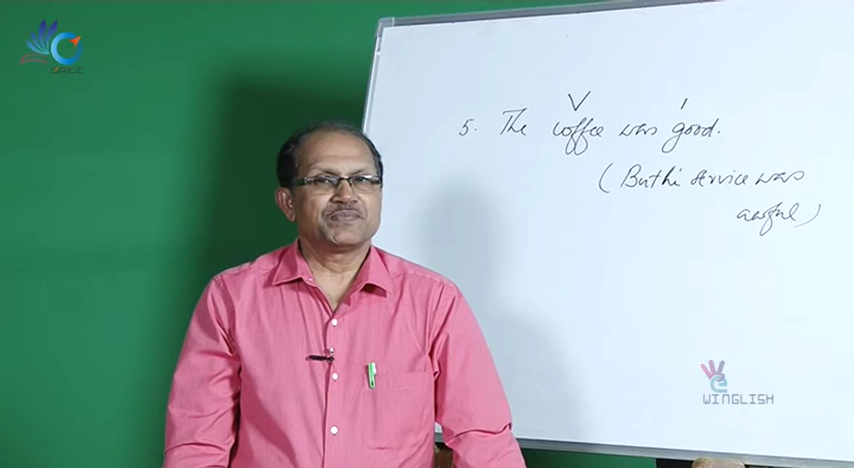 5. The coffee was good.
(But the service was
awful)
WINGLISH